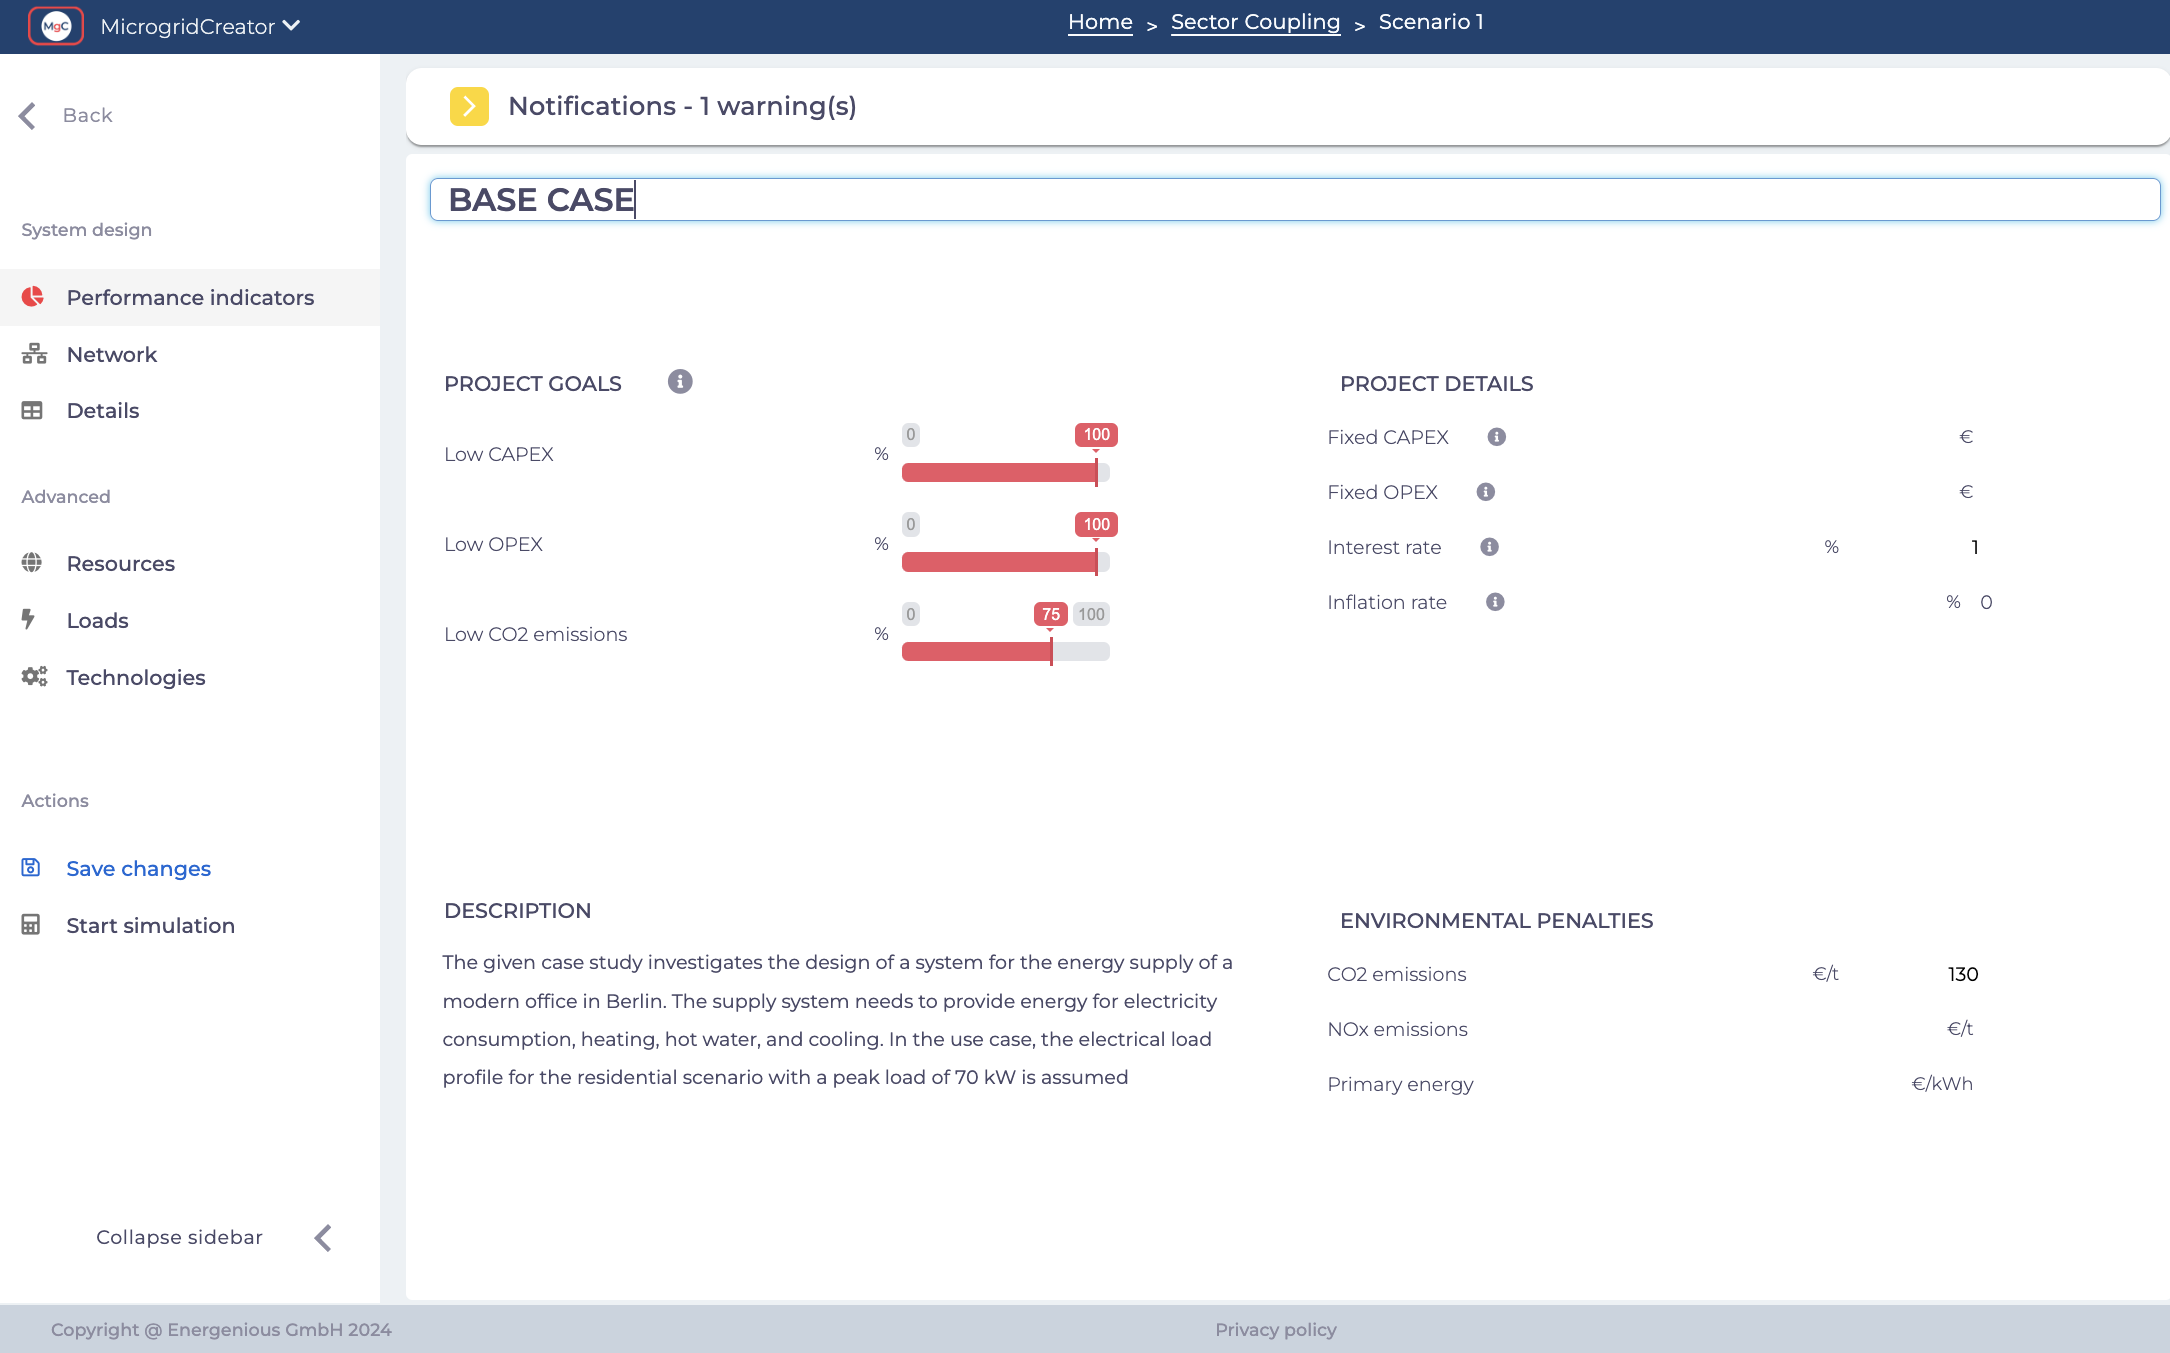 MgC MicrogridCreator
Home > Sector Coupling > Scenario 1
Back
System design
Performance indicators
Network
Details
Advanced
Resources
Loads
Technologies
Actions
Save changes
Start simulation
Collapse sidebar
Notifications - 1 warning(s)
BASE CASE
PROJECT GOALS
Low CAPEX % 0 100
Low OPEX % 0 100
Low CO2 emissions % 0 75 100
PROJECT DETAILS
Fixed CAPEX €
Fixed OPEX €
Interest rate % 1
Inflation rate % 0
DESCRIPTION
The given case study investigates the design of a system for the energy supply of a
modern office in Berlin. The supply system needs to provide energy for electricity
consumption, heating, hot water, and cooling. In the use case, the electrical load
profile for the residential scenario with a peak load of 70 kW is assumed
ENVIRONMENTAL PENALTIES
CO2 emissions €/t 130
NOx emissions €/t
Primary energy €/kWh
Copyright @ Energenious GmbH 2024
Privacy policy